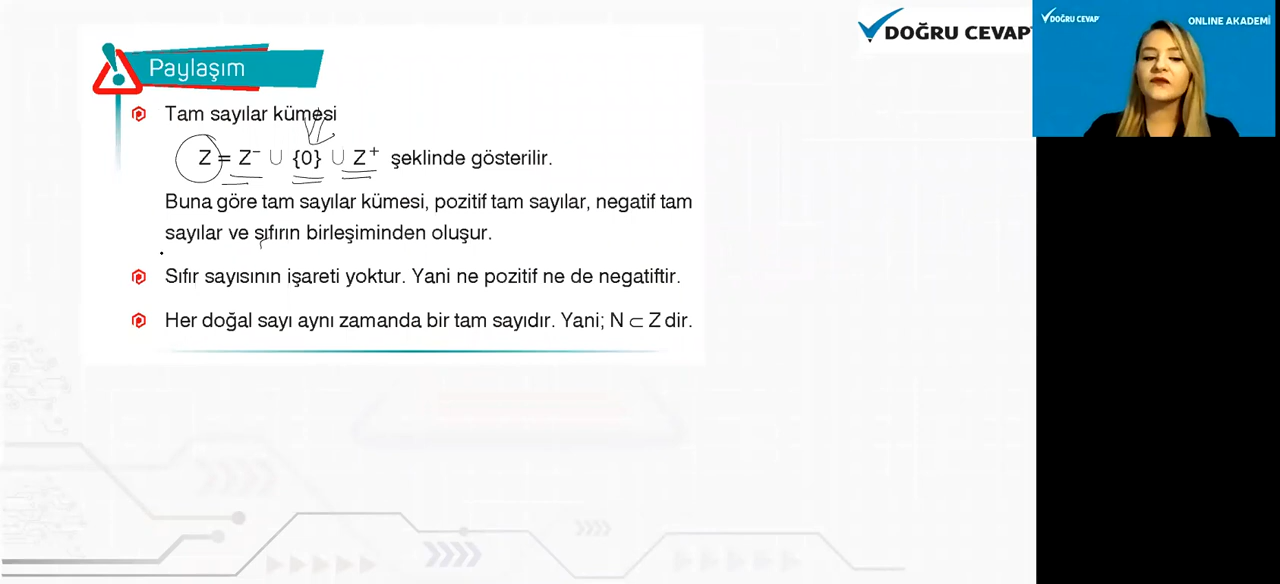 Paylaşım
Tam sayılar kümesi
Z = Z⁻ ∪ {0} ∪ Z⁺ şeklinde gösterilir.
Buna göre tam sayılar kümesi, pozitif tam sayılar, negatif tam
sayılar ve sıfırın birleşiminden oluşur.
Sıfır sayısının işareti yoktur. Yani ne pozitif ne de negatiftir.
Her doğal sayı aynı zamanda bir tam sayıdır. Yani; N ⊂ Z dir.
DOĞRU CEVAP
DOĞRU CEVAP
ONLINE AKADEMİ